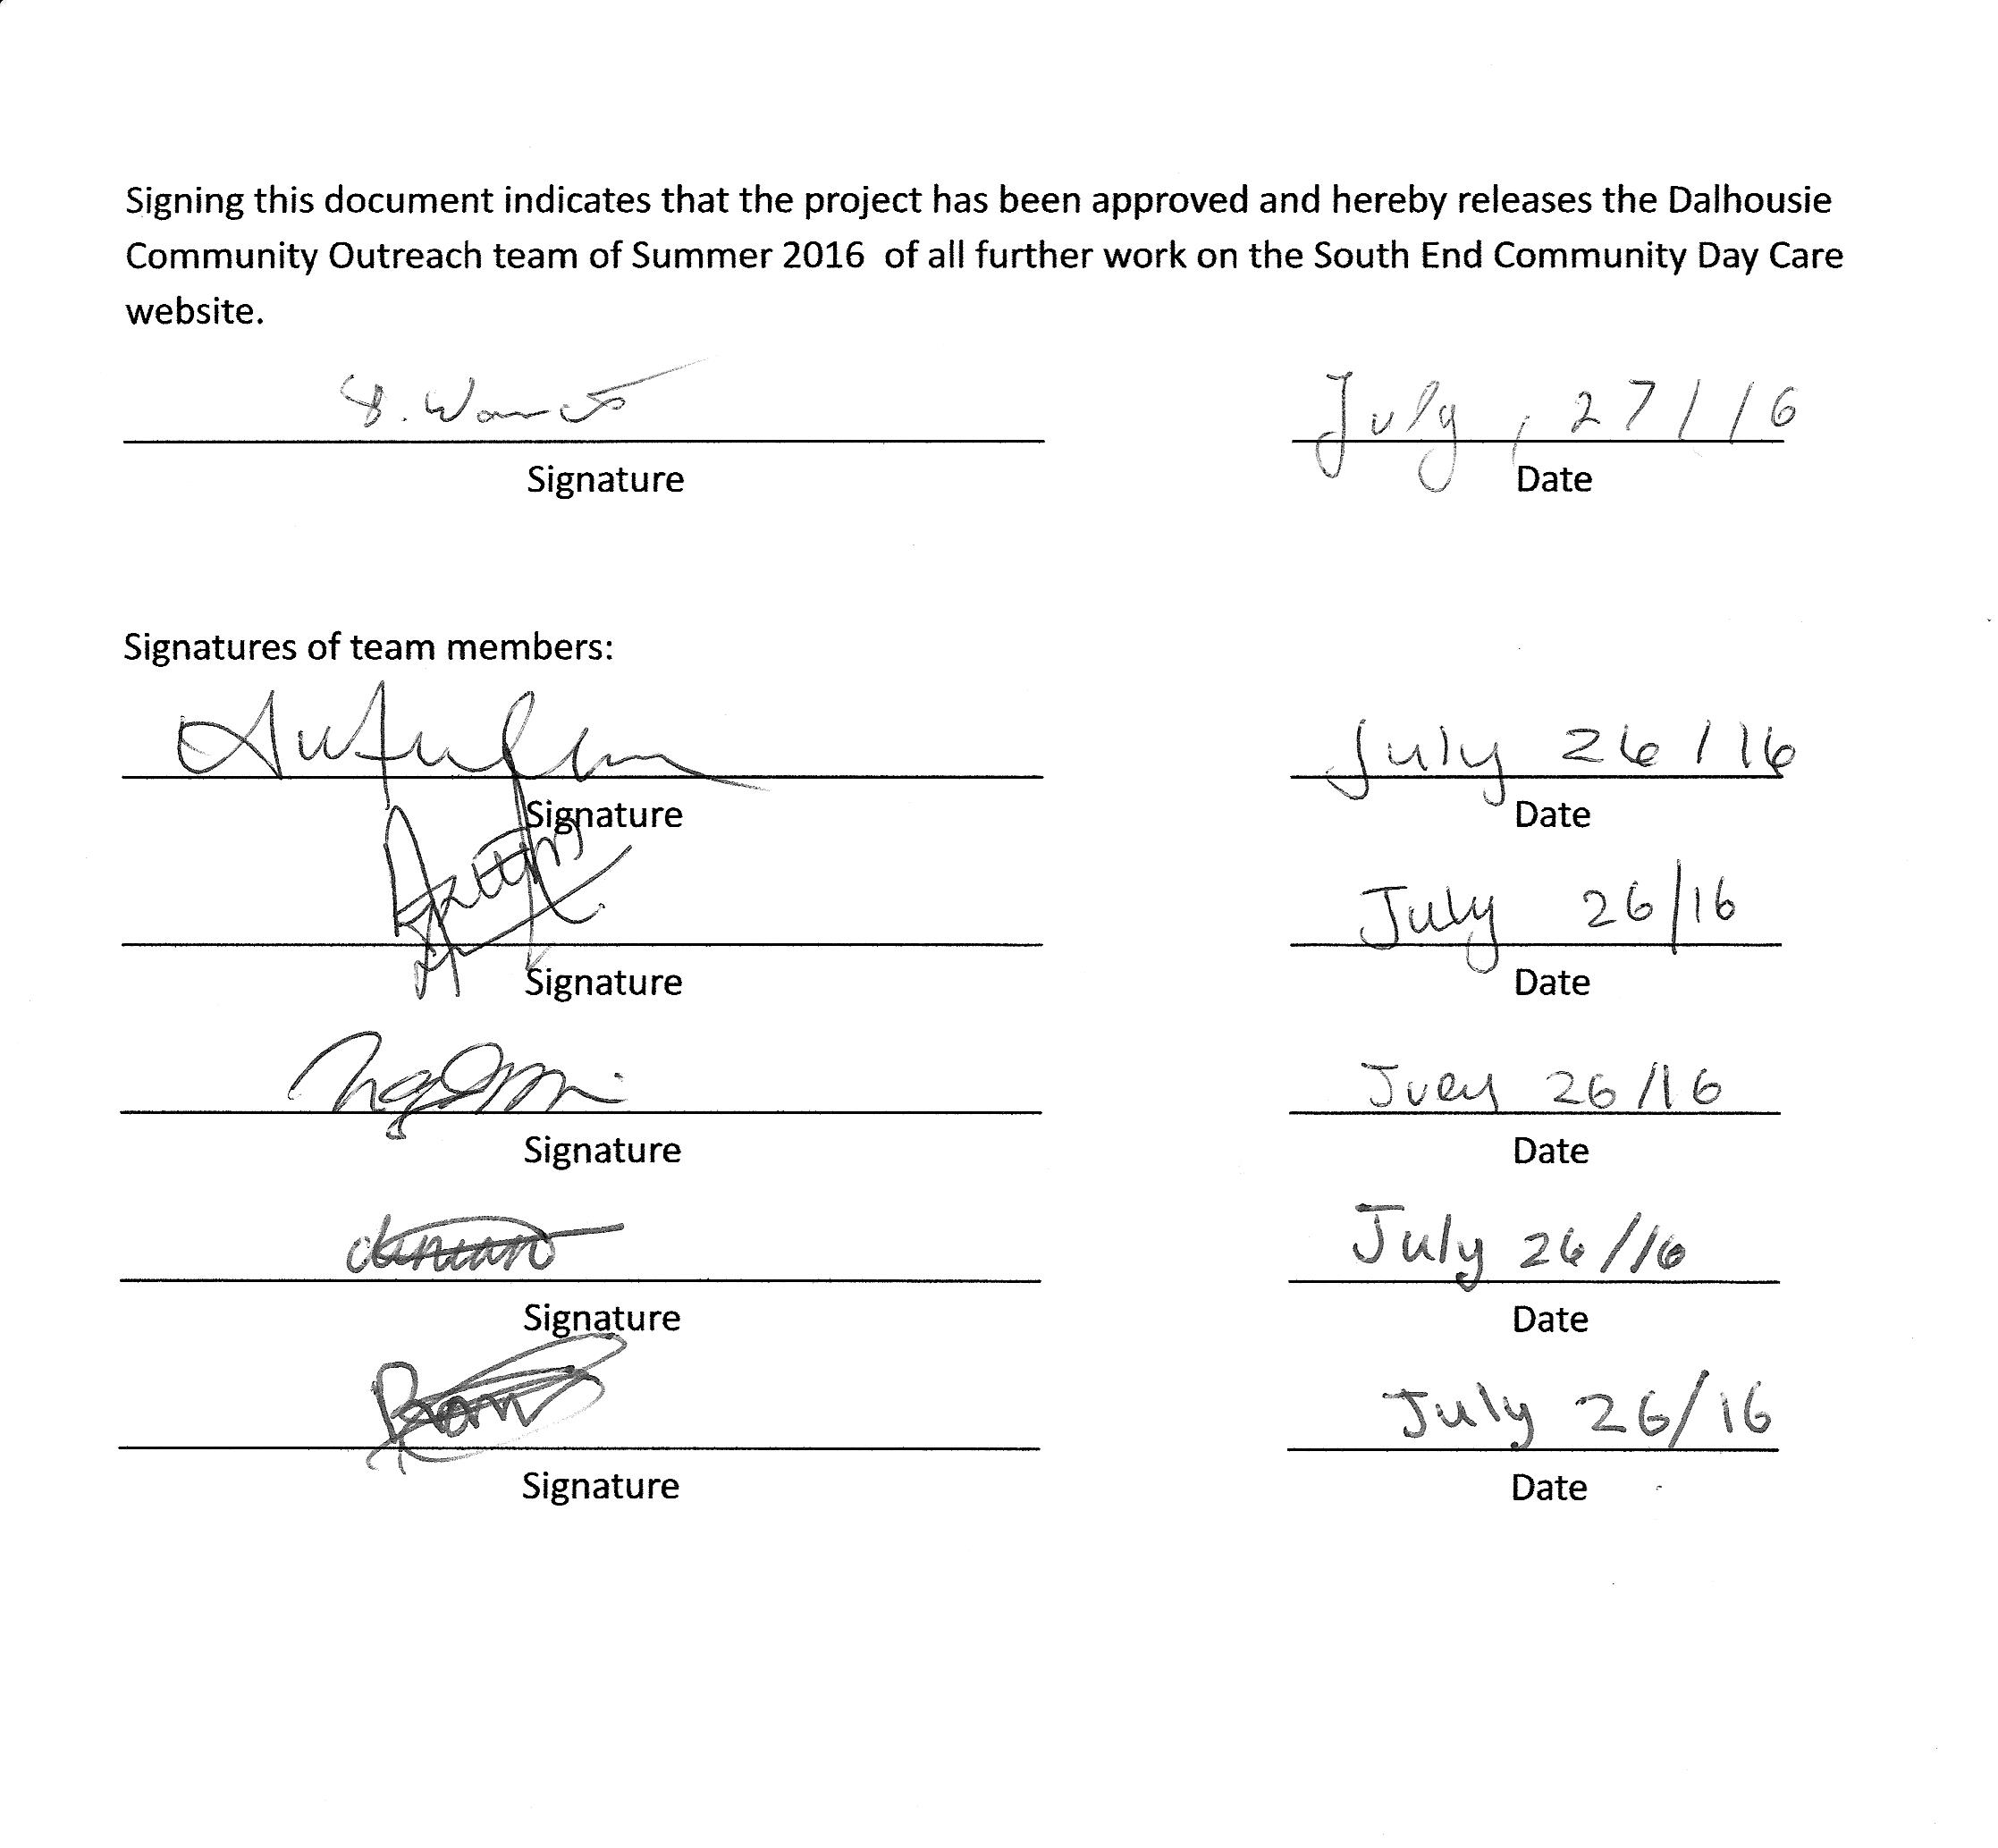 Signing this document indicates that the project has been approved and hereby releases the Dalhousie
Community Outreach team of Summer 2016 of all further work on the South End Community Day Care
website.
July, 27/16
Signature Date
Signatures of team members:
July 26/16
Signature Date
July 26/16
Signature Date
July 26/16
Signature Date
July 26/16
Signature Date
July 26/16
Signature Date